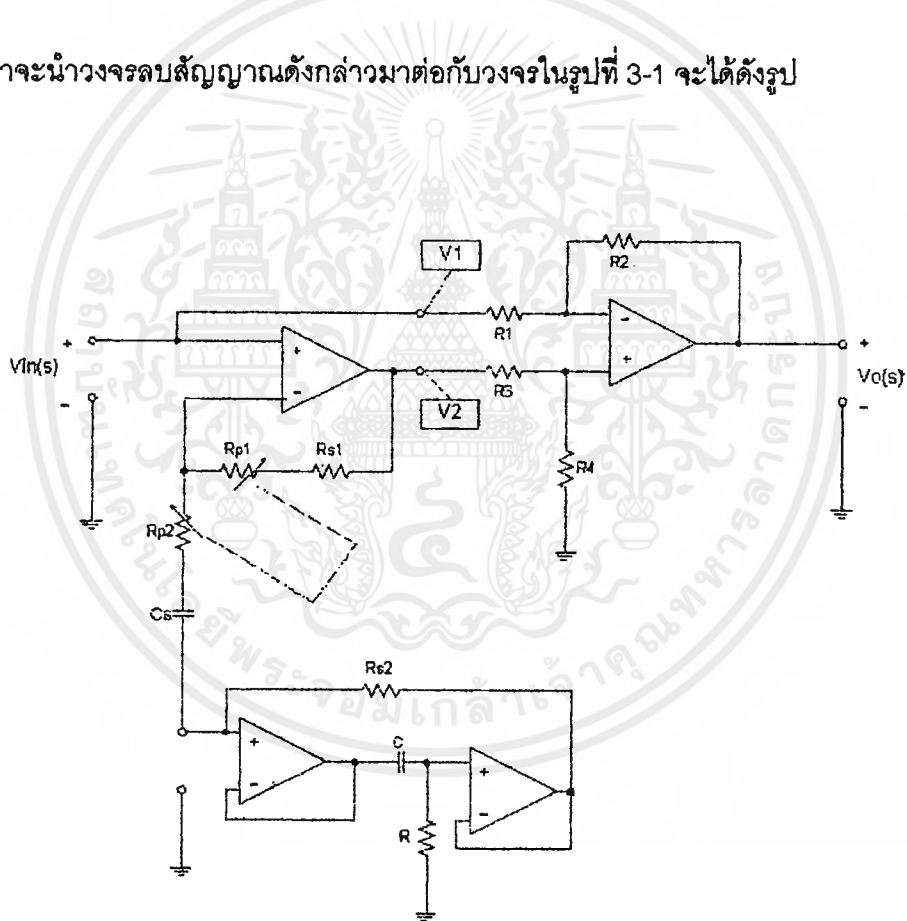 าจะนำวงจรลบสัญญาณดังกล่าวมาต่อกับวงจรในรูปที่ 3-1 จะได้ดังรูป
V1
R2
R1
Vin(s)
Vo(s)
R3
V2
Rp1
Rs1
R4
Rp2
Cs
Rs2
C
R